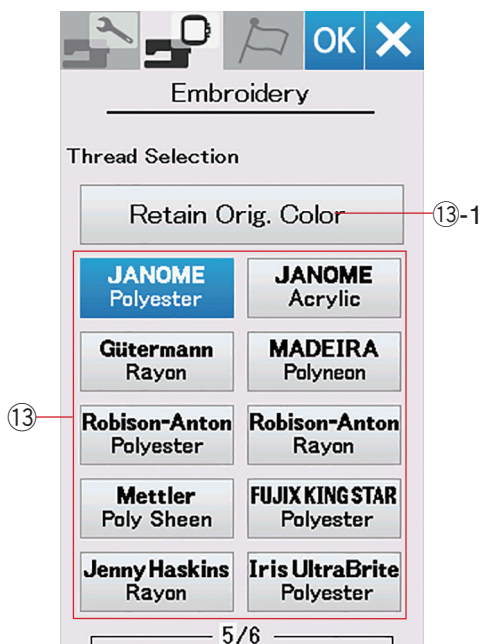 OK
Embroidery
Thread Selection
Retain Orig. Color
⑬-1
JANOME
Polyester
JANOME
Acrylic
Gütermann
Rayon
MADEIRA
Polyneon
⑬
Robison-Anton
Polyester
Robison-Anton
Rayon
Mettler
Poly Sheen
FUJIX KING STAR
Polyester
Jenny Haskins
Rayon
Iris UltraBrite
Polyester
5/6